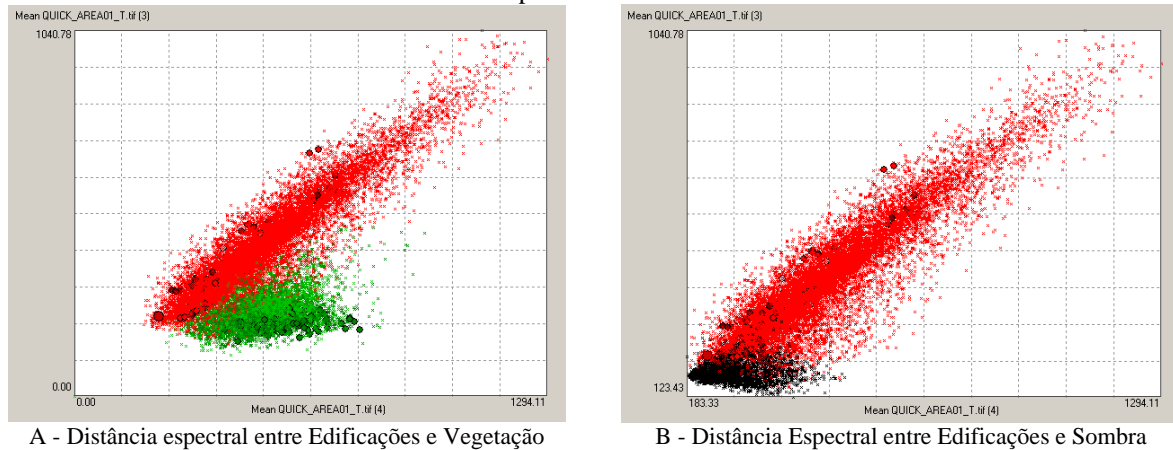 Mean QUICK_AREA01_T.tif (3)
1040.78
0.00
0.00
Mean QUICK_AREA01_T.tif (4)
1294.11
A - Distância espectral entre Edificações e Vegetação
Mean QUICK_AREA01_T.tif (3)
1040.78
123.43
183.33
Mean QUICK_AREA01_T.tif (4)
1294.11
B - Distância Espectral entre Edificações e Sombra